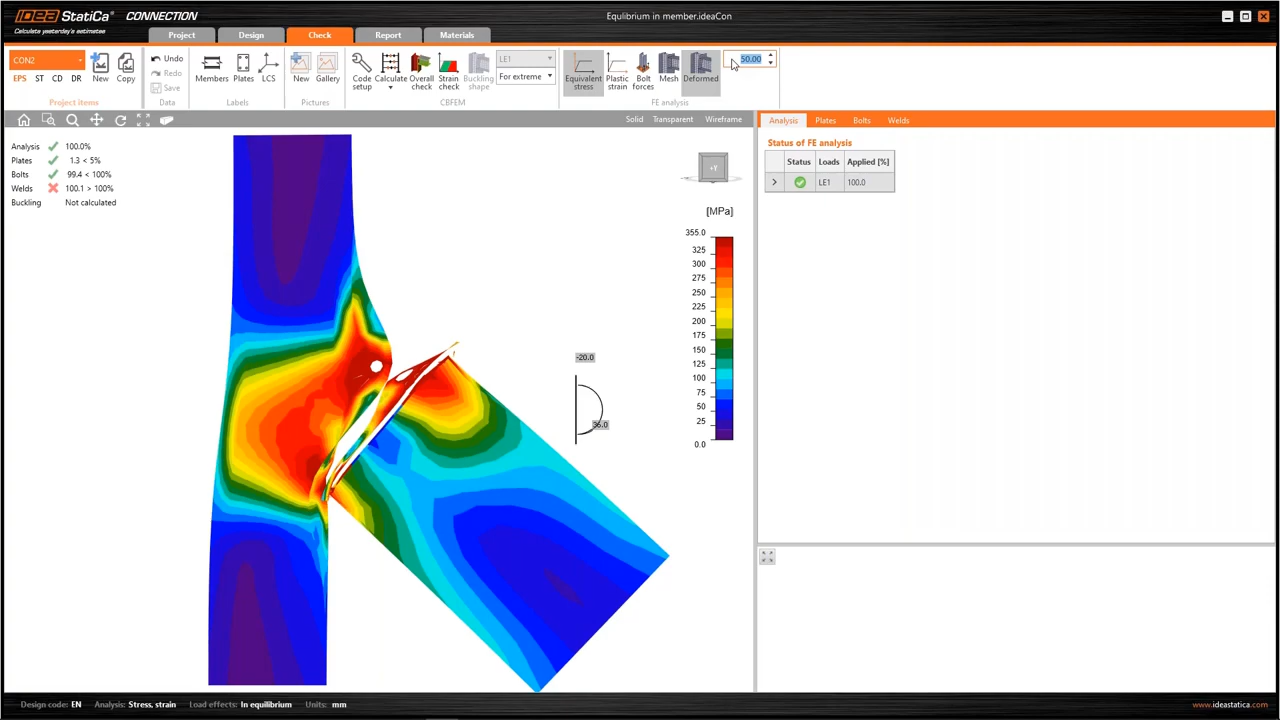 IDEA StatiCa® CONNECTION
Calculate yesterday's estimates
Equlibrium in member.ideaCon
Project Design Check Report Materials
CON2
EPS ST CD DR
New Copy
Project items
Undo
Redo
Save
Data
Members Plates LCS
Labels
New Gallery
Pictures
Code setup
Calculate
Overall check
Strain check
Buckling shape
LE1
For extreme
CBFEM
Equivalent stress
Plastic strain
Bolt forces
Mesh
Deformed
50.00
FE analysis
Solid Transparent Wireframe
Analysis 100.0%
Plates 1.3 < 5%
Bolts 99.4 < 100%
Welds 100.1 > 100%
Buckling Not calculated
+Y
[MPa]
355.0
325
300
275
250
225
200
175
150
125
100
75
50
25
0.0
-20.0
36.0
Analysis Plates Bolts Welds
Status of FE analysis
Status Loads Applied [%]
LE1 100.0
Design code: EN Analysis: Stress, strain Load effects: In equilibrium Units: mm
www.ideastatica.com